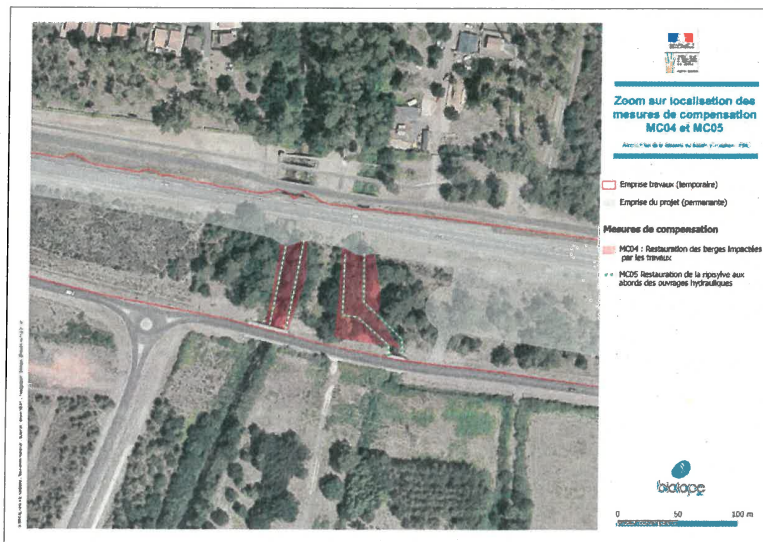 Zoom sur localisation des
mesures de compensation
MC04 et MC05
Emprise travaux (temporaire)
Emprise du projet (permanente)
Mesures de compensation
MC04 : Restauration des berges impactées
par les travaux
MC05 Restauration de la ripisylve aux
abords des ouvrages hydrauliques
biotope
0 50 100 m